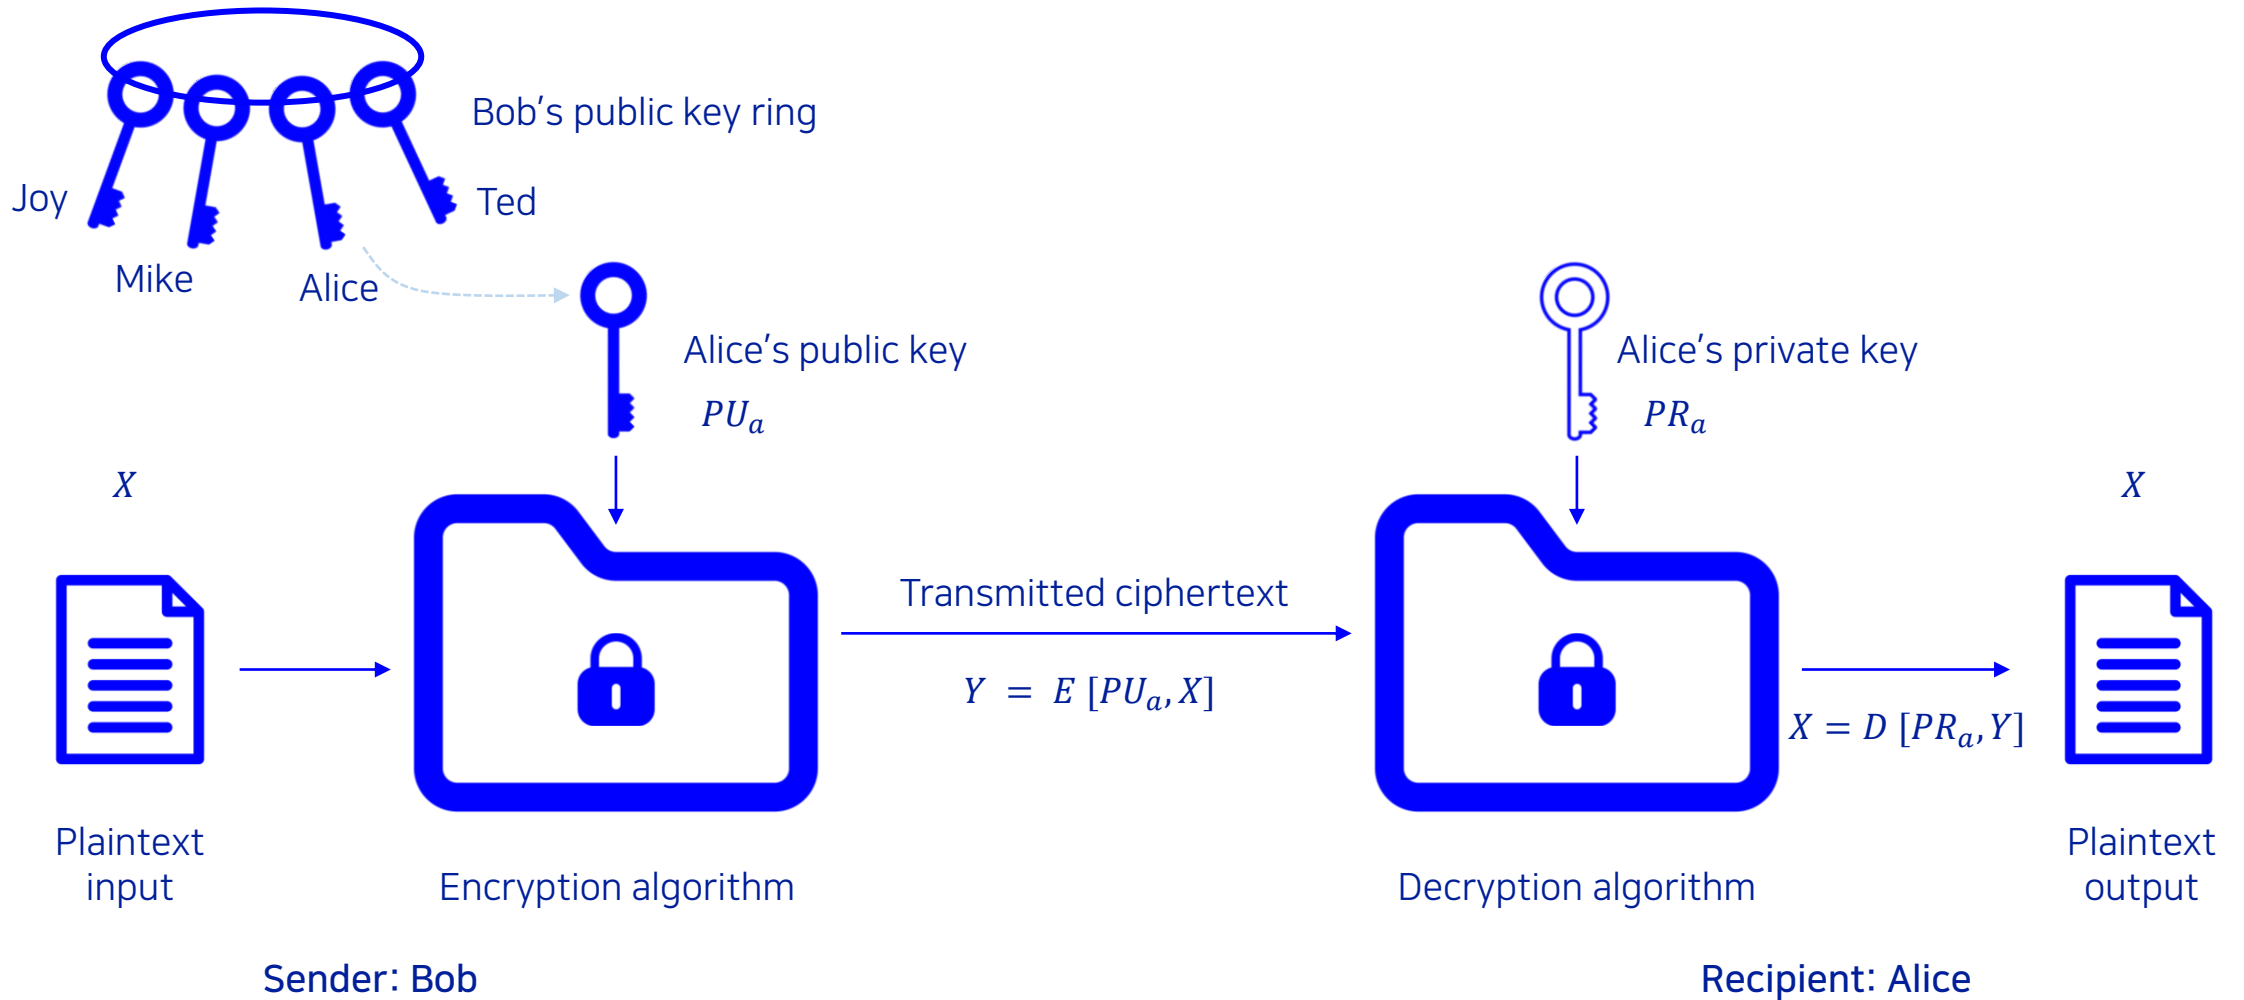 Bob's public key ring
Joy
Ted
Mike
Alice
Alice's public key
PUₐ
Alice's private key
PRₐ
X
X
Transmitted ciphertext
Y = E [PUₐ, X]
X = D [PRₐ, Y]
Plaintext
input
Encryption algorithm
Decryption algorithm
Plaintext
output
Sender: Bob
Recipient: Alice